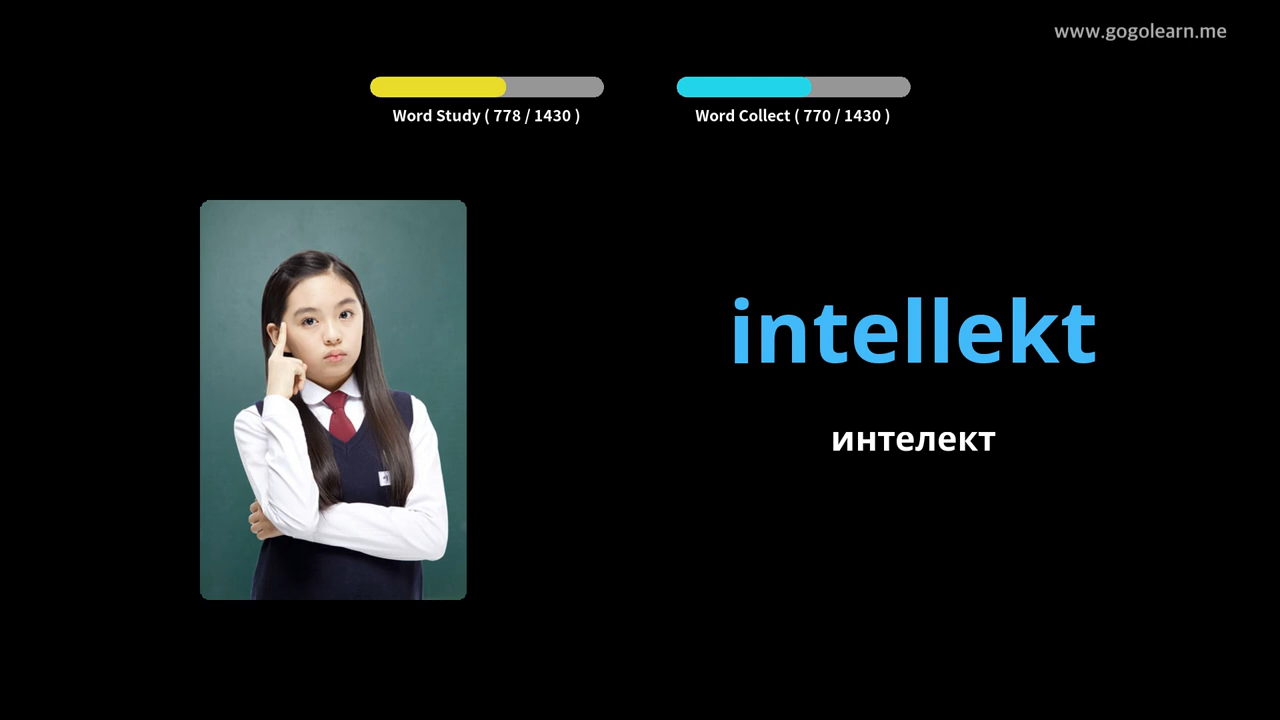 www.gogolearn.me
Word Study ( 778 / 1430 )
Word Collect ( 770 / 1430 )
intellekt
интелект